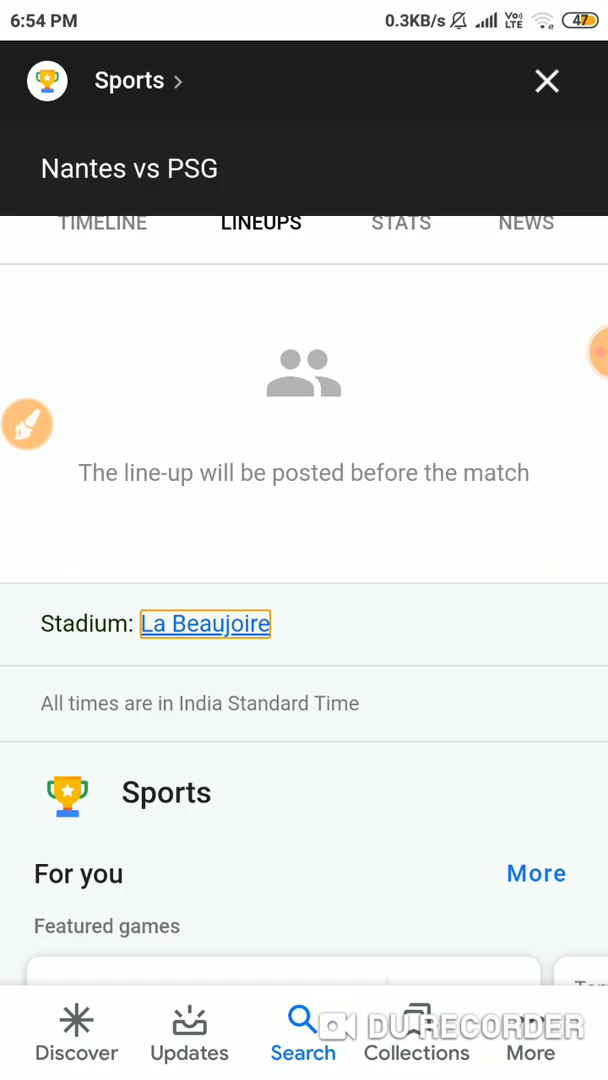 6:54 PM
0.3KB/s
Vo)
LTE
47
Sports
Nantes vs PSG
TIMELINE
LINEUPS
STATS
NEWS
The line-up will be posted before the match
Stadium: La Beaujoire
All times are in India Standard Time
Sports
For you
More
Featured games
Discover
Updates
Search
Collections
More
DU RECORDER